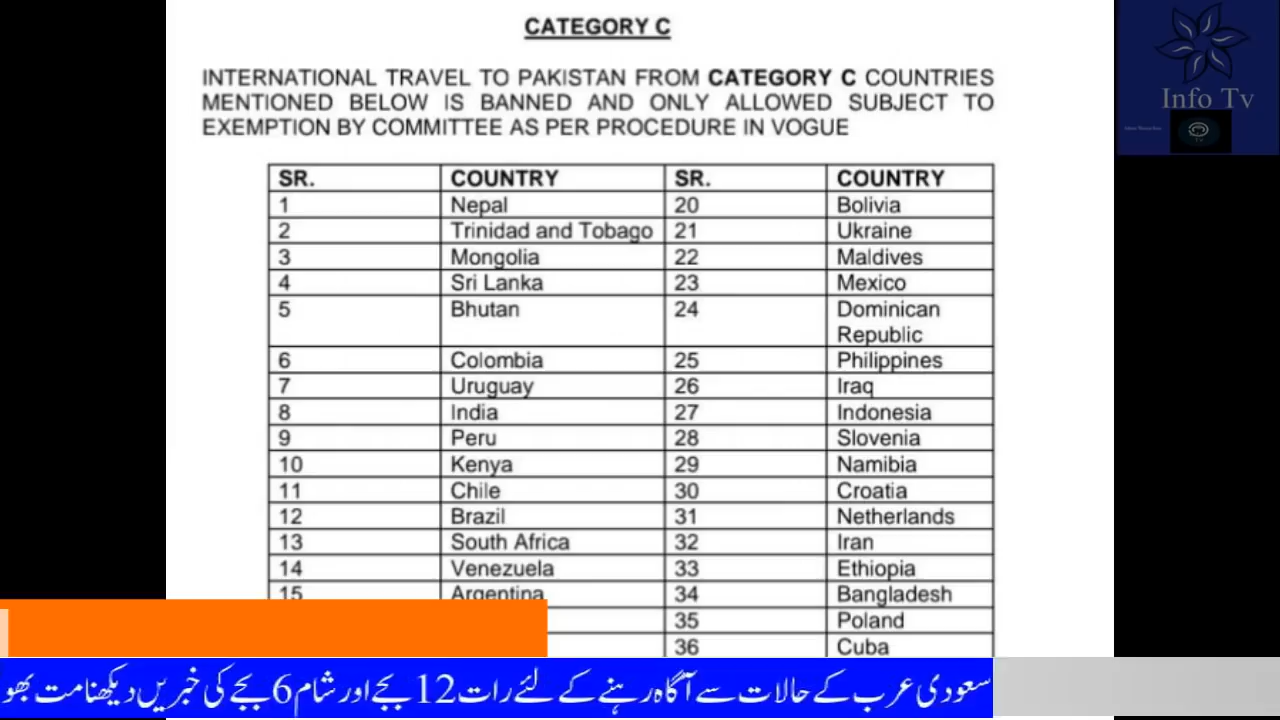 CATEGORY C
INTERNATIONAL TRAVEL TO PAKISTAN FROM CATEGORY C COUNTRIES
MENTIONED BELOW IS BANNED AND ONLY ALLOWED SUBJECT TO
EXEMPTION BY COMMITTEE AS PER PROCEDURE IN VOGUE
Info Tv
SR. COUNTRY SR. COUNTRY
1 Nepal 20 Bolivia
2 Trinidad and Tobago 21 Ukraine
3 Mongolia 22 Maldives
4 Sri Lanka 23 Mexico
5 Bhutan 24 Dominican
Republic
6 Colombia 25 Philippines
7 Uruguay 26 Iraq
8 India 27 Indonesia
9 Peru 28 Slovenia
10 Kenya 29 Namibia
11 Chile 30 Croatia
12 Brazil 31 Netherlands
13 South Africa 32 Iran
14 Venezuela 33 Ethiopia
15 Argentina 34 Bangladesh
35 Poland
36 Cuba
سعودی عرب کے حالات سے آگاہ رہنے کے لئے رات 12 بجے اور شام 6 بجے کی خبریں دیکھنا مت بھو